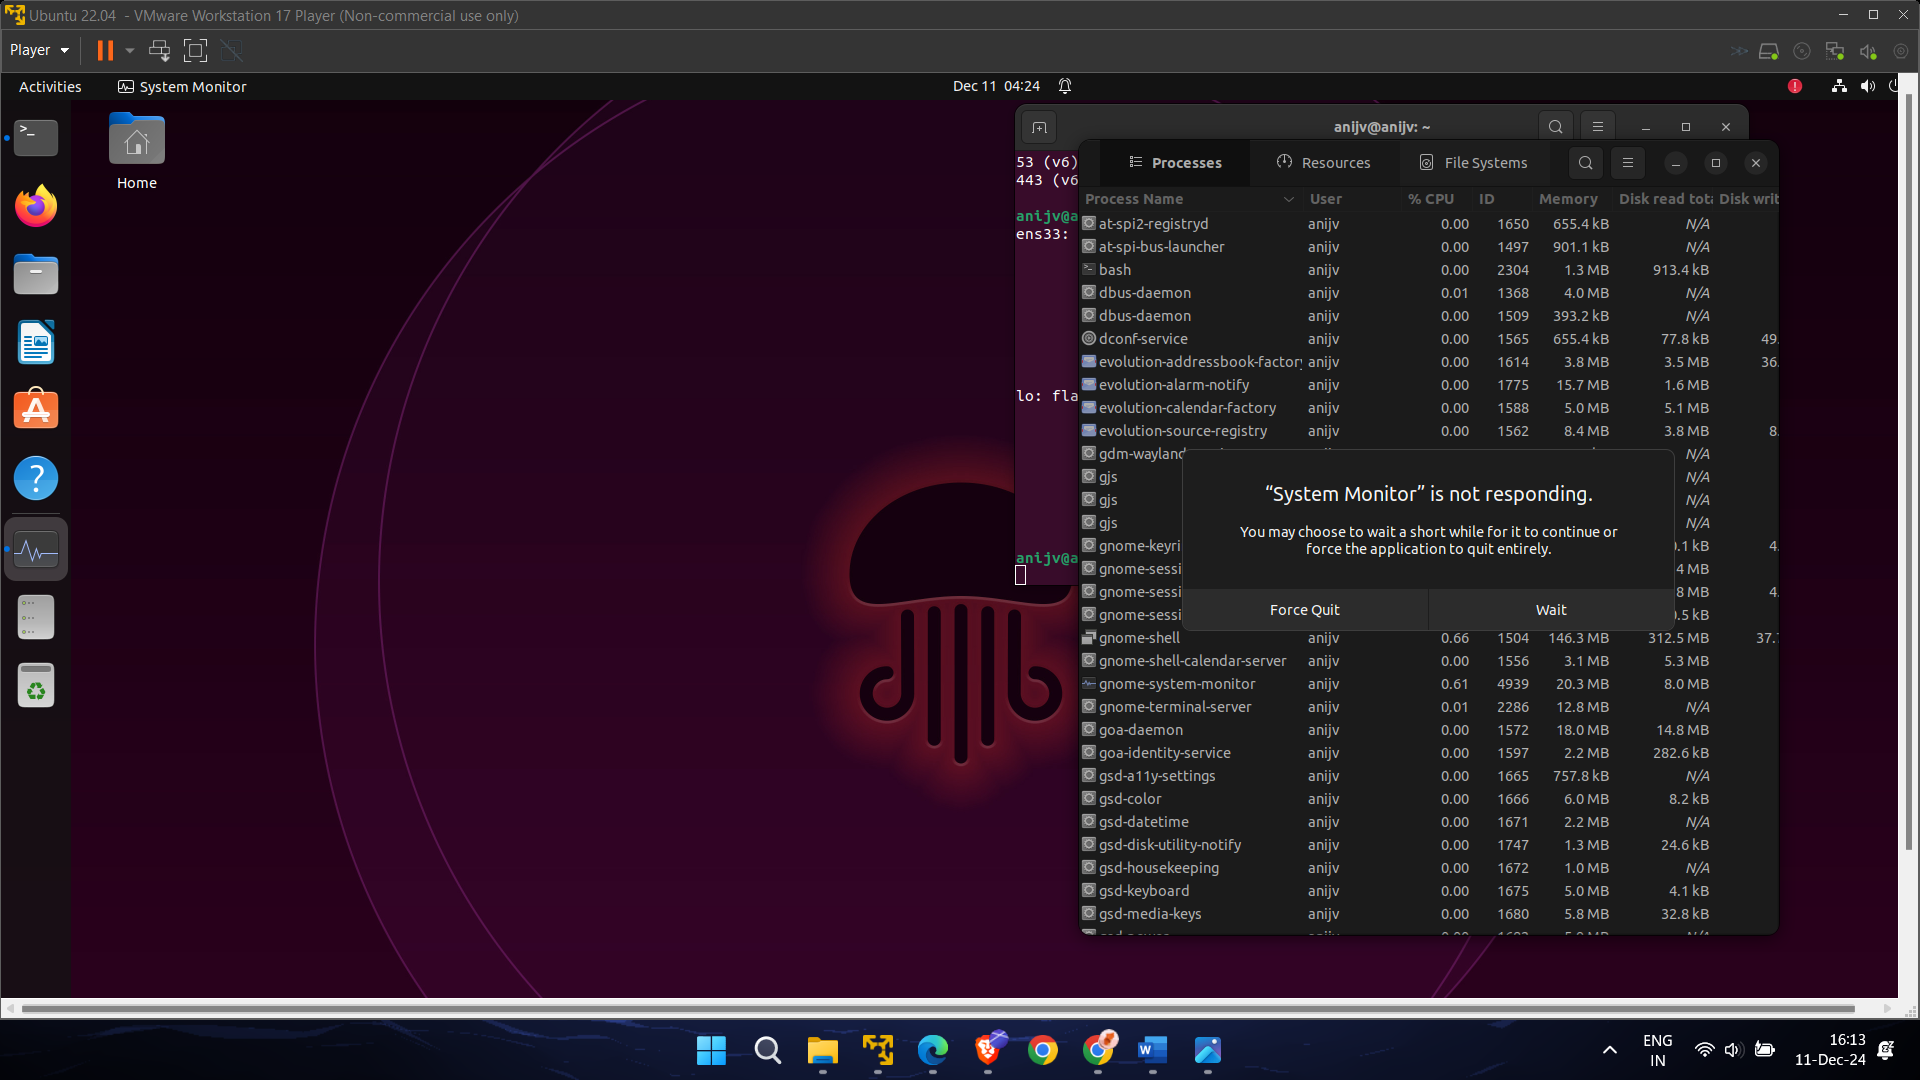 Ubuntu 22.04 - VMware Workstation 17 Player (Non-commercial use only)
Player
Activities System Monitor Dec 11 04:24
Home
anijv@anijv: ~
53 (v6)
443 (v6
anijv@a
ens33:
lo: fla
anijv@a
Processes Resources File Systems
Process Name User % CPU ID Memory Disk read tota Disk writ
at-spi2-registryd anijv 0.00 1650 655.4 kB N/A
at-spi-bus-launcher anijv 0.00 1497 901.1 kB N/A
bash anijv 0.00 2304 1.3 MB 913.4 kB
dbus-daemon anijv 0.01 1368 4.0 MB N/A
dbus-daemon anijv 0.00 1509 393.2 kB N/A
dconf-service anijv 0.00 1565 655.4 kB 77.8 kB 49.
evolution-addressbook-factory anijv 0.00 1614 3.8 MB 3.5 MB 36.
evolution-alarm-notify anijv 0.00 1775 15.7 MB 1.6 MB
evolution-calendar-factory anijv 0.00 1588 5.0 MB 5.1 MB
evolution-source-registry anijv 0.00 1562 8.4 MB 3.8 MB 8.
gdm-wayland N/A
gjs N/A
gjs N/A
gjs N/A
gnome-keyri .1 kB 4.
gnome-sessi 4 MB
gnome-sessi 8 MB 4.
gnome-sessi .5 kB
“System Monitor” is not responding.
You may choose to wait a short while for it to continue or
force the application to quit entirely.
Force Quit Wait
gnome-shell anijv 0.66 1504 146.3 MB 312.5 MB 37.
gnome-shell-calendar-server anijv 0.00 1556 3.1 MB 5.3 MB
gnome-system-monitor anijv 0.61 4939 20.3 MB 8.0 MB
gnome-terminal-server anijv 0.01 2286 12.8 MB N/A
goa-daemon anijv 0.00 1572 18.0 MB 14.8 MB
goa-identity-service anijv 0.00 1597 2.2 MB 282.6 kB
gsd-a11y-settings anijv 0.00 1665 757.8 kB N/A
gsd-color anijv 0.00 1666 6.0 MB 8.2 kB
gsd-datetime anijv 0.00 1671 2.2 MB N/A
gsd-disk-utility-notify anijv 0.00 1747 1.3 MB 24.6 kB
gsd-housekeeping anijv 0.00 1672 1.0 MB N/A
gsd-keyboard anijv 0.00 1675 5.0 MB 4.1 kB
gsd-media-keys anijv 0.00 1680 5.8 MB 32.8 kB
ENG
IN
16:13
11-Dec-24